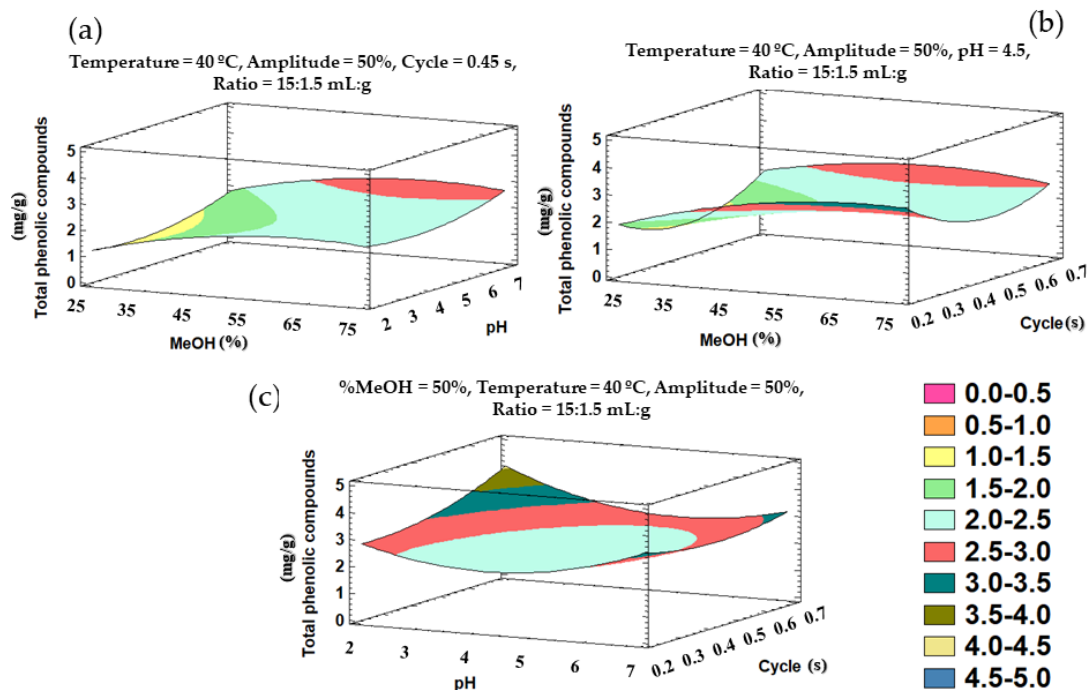 (a)
Temperature = 40 ºC, Amplitude = 50%, Cycle = 0.45 s,
Ratio = 15:1.5 mL:g
Total phenolic compounds
(mg/g)
5
4
3
2
1
0
25 35 45 55 65 75
MeOH (%)
2 3 4 5 6 7
pH
(b)
Temperature = 40 ºC, Amplitude = 50%, pH = 4.5,
Ratio = 15:1.5 mL:g
Total phenolic compounds
(mg/g)
5
4
3
2
1
0
25 35 45 55 65 75
MeOH (%)
0.2 0.3 0.4 0.5 0.6 0.7
Cycle (s)
(c)
%MeOH = 50%, Temperature = 40 ºC, Amplitude = 50%,
Ratio = 15:1.5 mL:g
Total phenolic compounds
(mg/g)
5
4
3
2
1
0
2 3 4 5 6 7
pH
0.2 0.3 0.4 0.5 0.6 0.7
Cycle (s)
0.0-0.5
0.5-1.0
1.0-1.5
1.5-2.0
2.0-2.5
2.5-3.0
3.0-3.5
3.5-4.0
4.0-4.5
4.5-5.0